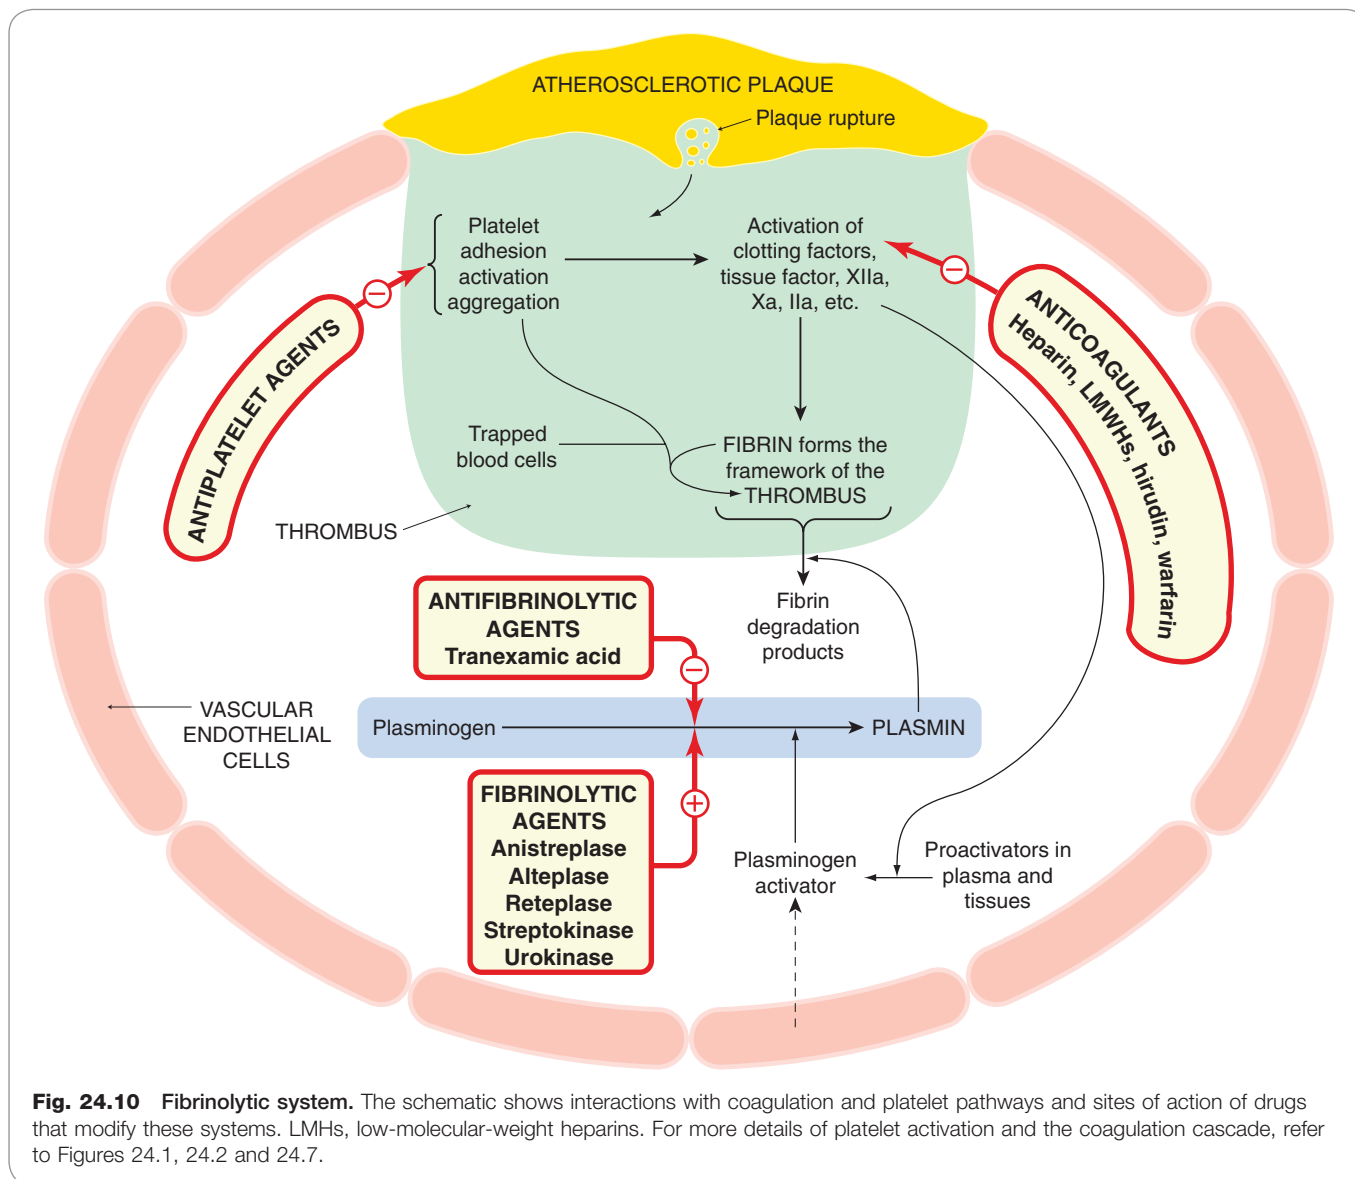 ATHEROSCLEROTIC PLAQUE
Plaque rupture
Platelet
adhesion
activation
aggregation
Activation of
clotting factors,
tissue factor, XIIa,
Xa, IIa, etc.
ANTIPLATELET AGENTS
ANTICOAGULANTS
Heparin, LMWHs, hirudin, warfarin
Trapped
blood cells
FIBRIN forms the
framework of the
THROMBUS
THROMBUS
ANTIFIBRINOLYTIC
AGENTS
Tranexamic acid
Fibrin
degradation
products
VASCULAR
ENDOTHELIAL
CELLS
Plasminogen
PLASMIN
FIBRINOLYTIC
AGENTS
Anistreplase
Alteplase
Reteplase
Streptokinase
Urokinase
Plasminogen
activator
Proactivators in
plasma and
tissues
Fig. 24.10 Fibrinolytic system. The schematic shows interactions with coagulation and platelet pathways and sites of action of drugs
that modify these systems. LMHs, low-molecular-weight heparins. For more details of platelet activation and the coagulation cascade, refer
to Figures 24.1, 24.2 and 24.7.